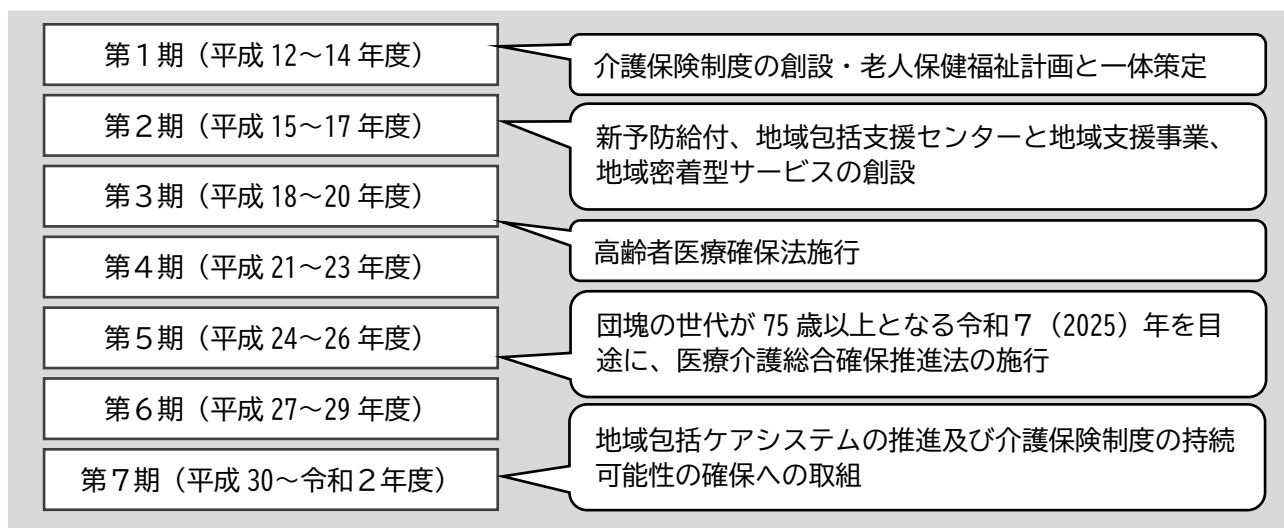 第1期（平成 12～14 年度）
介護保険制度の創設・老人保健福祉計画と一体策定
第2期（平成 15～17 年度）
新予防給付、地域包括支援センターと地域支援事業、
地域密着型サービスの創設
第3期（平成 18～20 年度）
高齢者医療確保法施行
第4期（平成 21～23 年度）
第5期（平成 24～26 年度）
団塊の世代が 75 歳以上となる令和７（2025）年を目
途に、医療介護総合確保推進法の施行
第6期（平成 27～29 年度）
地域包括ケアシステムの推進及び介護保険制度の持続
可能性の確保への取組
第7期（平成 30～令和２年度）